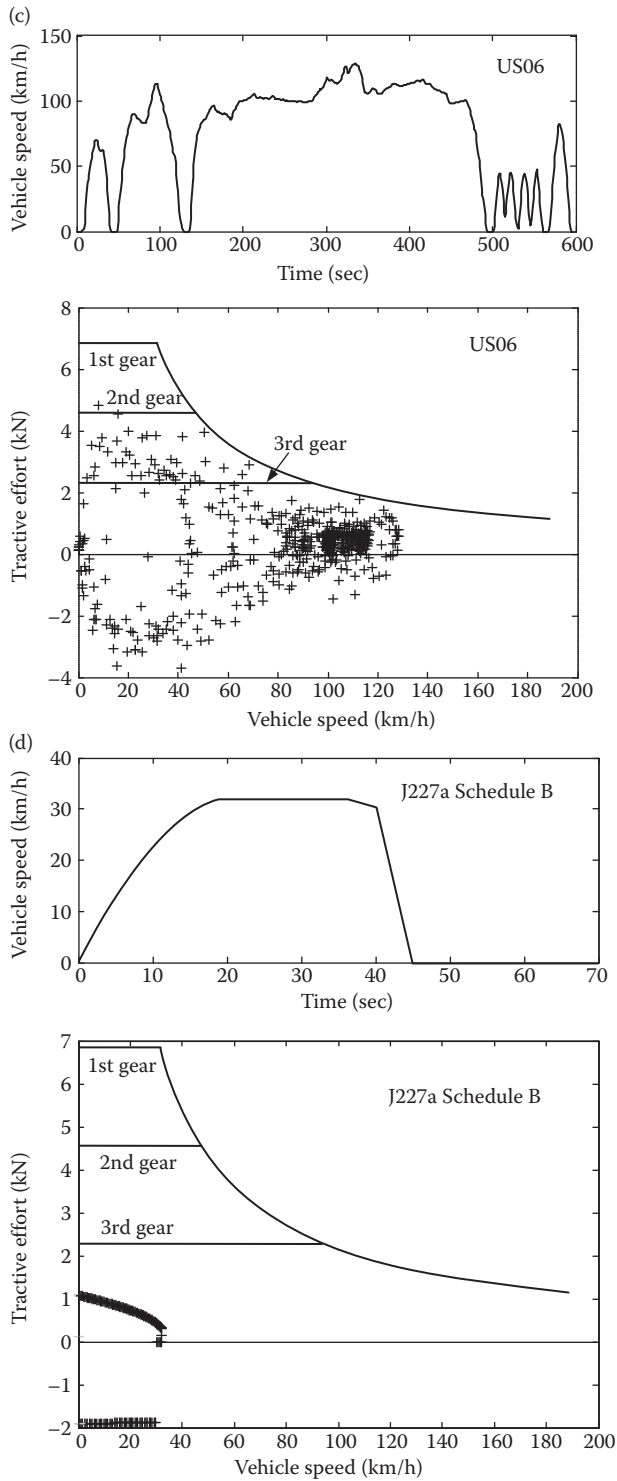 (c)
150
100
50
0
Vehicle speed (km/h)
US06
0 100 200 300 400 500 600
Time (sec)
8
6
4
2
0
−2
−4
Tractive effort (kN)
US06
1st gear
2nd gear
3rd gear
0 20 40 60 80 100 120 140 160 180 200
Vehicle speed (km/h)
(d)
40
30
20
10
0
Vehicle speed (km/h)
J227a Schedule B
0 10 20 30 40 50 60 70
Time (sec)
7
6
5
4
3
2
1
0
−1
−2
Tractive effort (kN)
1st gear
J227a Schedule B
2nd gear
3rd gear
0 20 40 60 80 100 120 140 160 180 200
Vehicle speed (km/h)